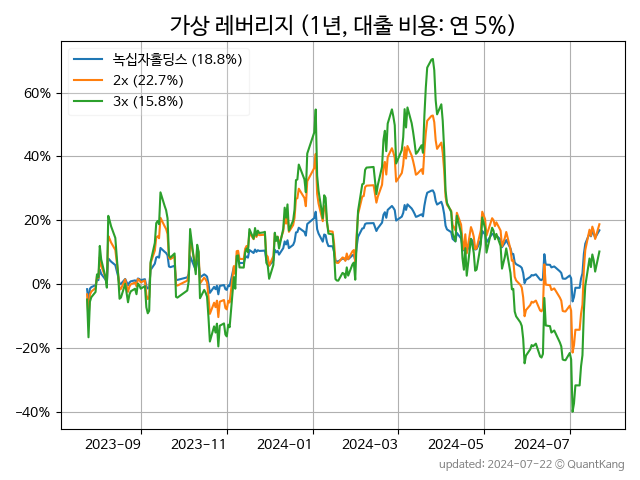 가상 레버리지 (1년, 대출 비용: 연 5%)
녹십자홀딩스 (18.8%)
2x (22.7%)
3x (15.8%)
60%
40%
20%
0%
−20%
−40%
2023-09
2023-11
2024-01
2024-03
2024-05
2024-07
updated: 2024-07-22 © QuantKang